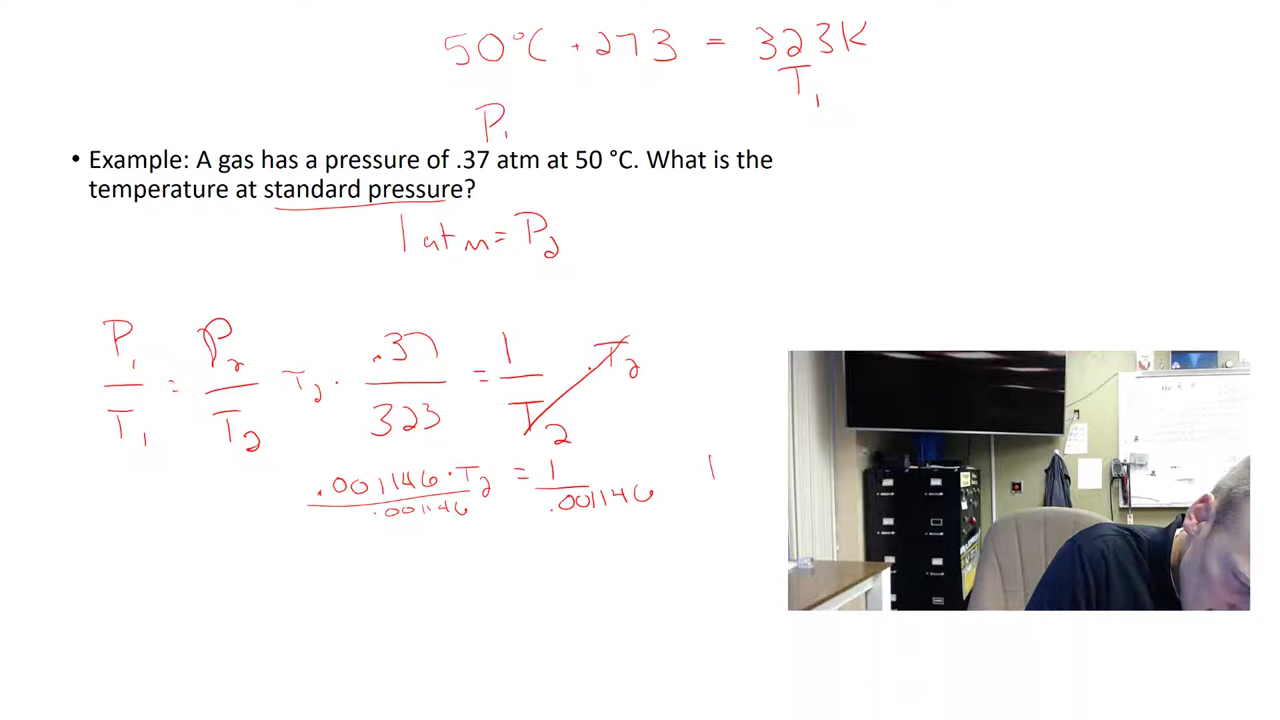 50°C + 273 = 323K
T1
P1
• Example: A gas has a pressure of .37 atm at 50 °C. What is the
temperature at standard pressure?
1 atm = P2
P1/T1 = P2/T2 T2 · .37/323 = 1/T2 · T2
.001146 · T2/.001146 = 1/.001146 1